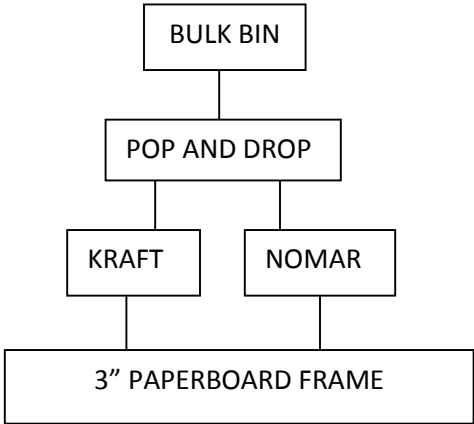 BULK BIN
POP AND DROP
KRAFT
NOMAR
3” PAPERBOARD FRAME